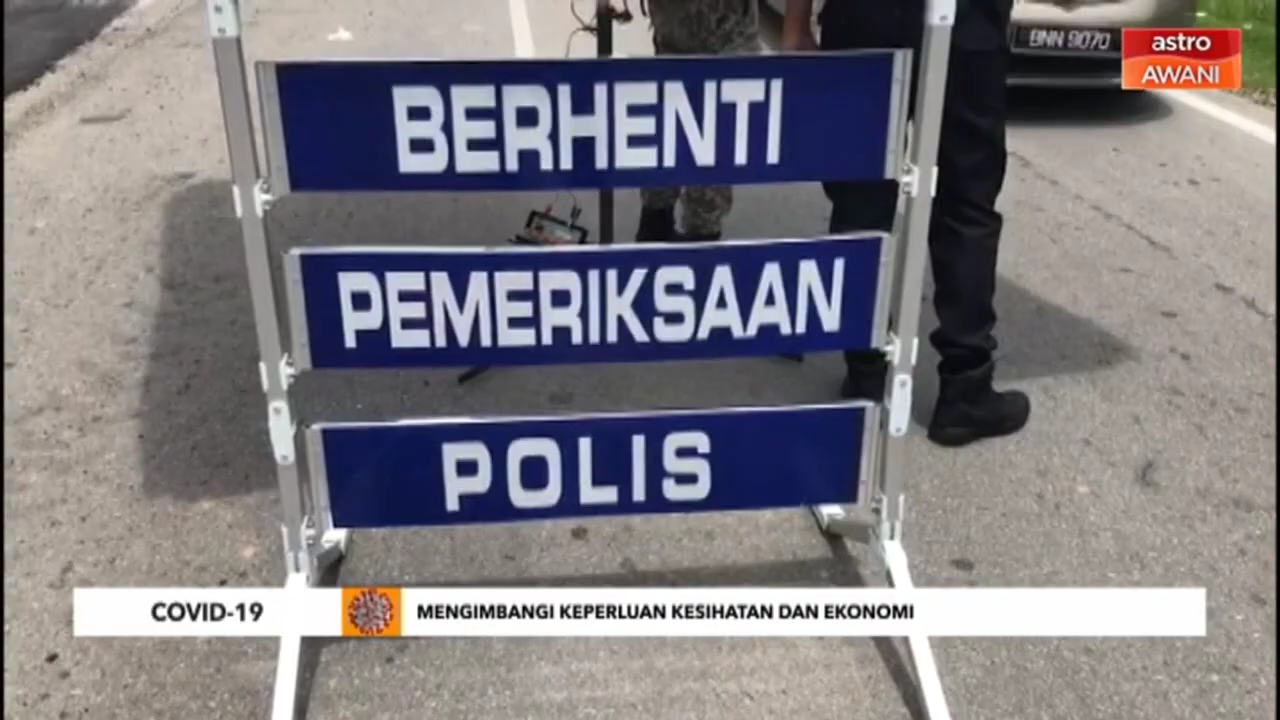 BNN 9070
astro
AWANI
BERHENTI
PEMERIKSAAN
POLIS
COVID-19 MENGIMBANGI KEPERLUAN KESIHATAN DAN EKONOMI